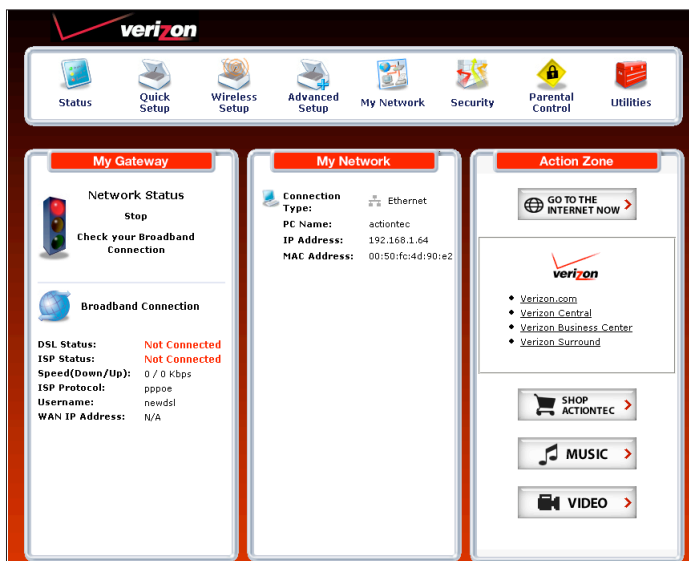 verizon
Status
Quick Setup
Wireless Setup
Advanced Setup
My Network
Security
Parental Control
Utilities
My Gateway
Network Status
Stop
Check your Broadband
Connection
Broadband Connection
DSL Status: Not Connected
ISP Status: Not Connected
Speed(Down/Up): 0 / 0 Kbps
ISP Protocol: pppoe
Username: newdsl
WAN IP Address: N/A
My Network
Connection Type: Ethernet
PC Name: actiontec
IP Address: 192.168.1.64
MAC Address: 00:50:fc:4d:90:e2
Action Zone
GO TO THE
INTERNET NOW
verizon
Verizon.com
Verizon Central
Verizon Business Center
Verizon Surround
SHOP
ACTIONTEC
MUSIC
VIDEO